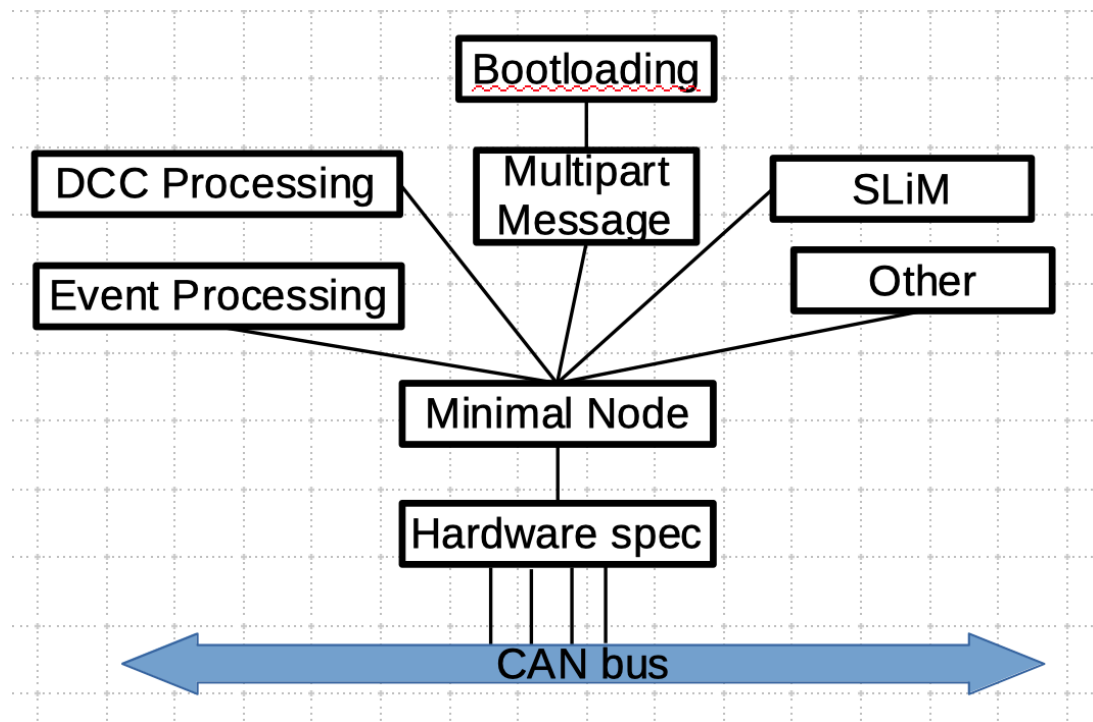 Bootloading
DCC Processing
Multipart
Message
SLiM
Event Processing
Other
Minimal Node
Hardware spec
CAN bus